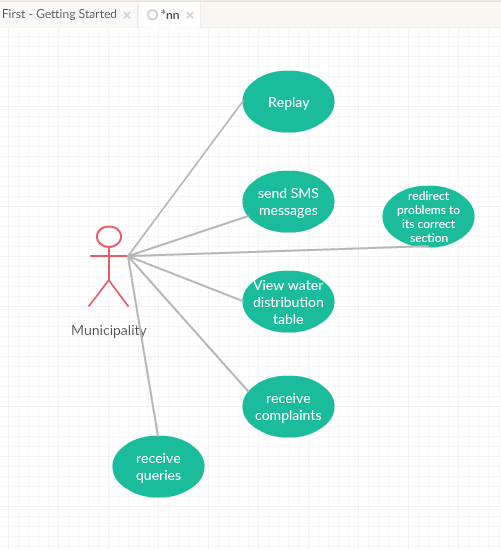 First - Getting Started
*nn
Replay
send SMS
messages
redirect
problems to
its correct
section
View water
distribution
table
Municipality
receive
complaints
receive
queries